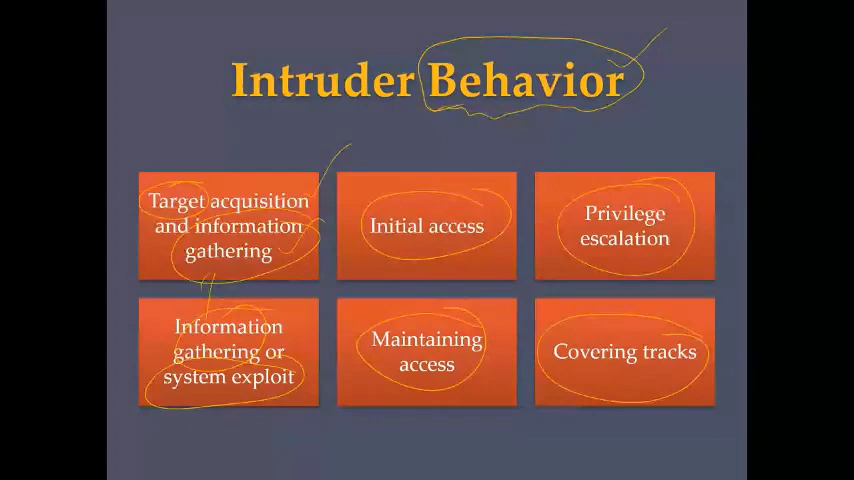 Intruder Behavior
Target acquisition
and information
gathering
Initial access
Privilege
escalation
Information
gathering or
system exploit
Maintaining
access
Covering tracks